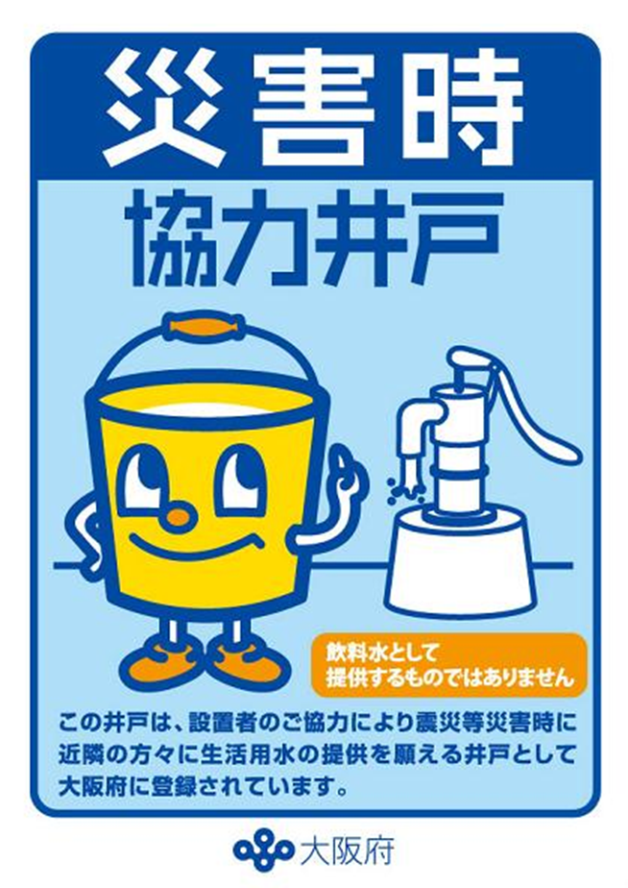 災害時
協力井戸
飲料水として
提供するものではありません
この井戸は、設置者のご協力により震災等災害時に
近隣の方々に生活用水の提供を願える井戸として
大阪府に登録されています。
大阪府